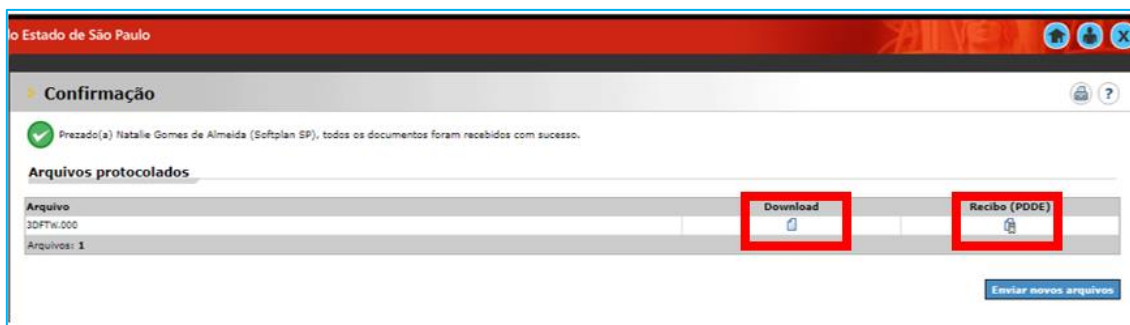 lo Estado de São Paulo
Confirmação
Prezado(a) Natalie Gomes de Almeida (Softplan SP), todos os documentos foram recebidos com sucesso.
Arquivos protocolados
Arquivo Download Recibo (PDDE)
3DFTW.000
Arquivos: 1
Enviar novos arquivos